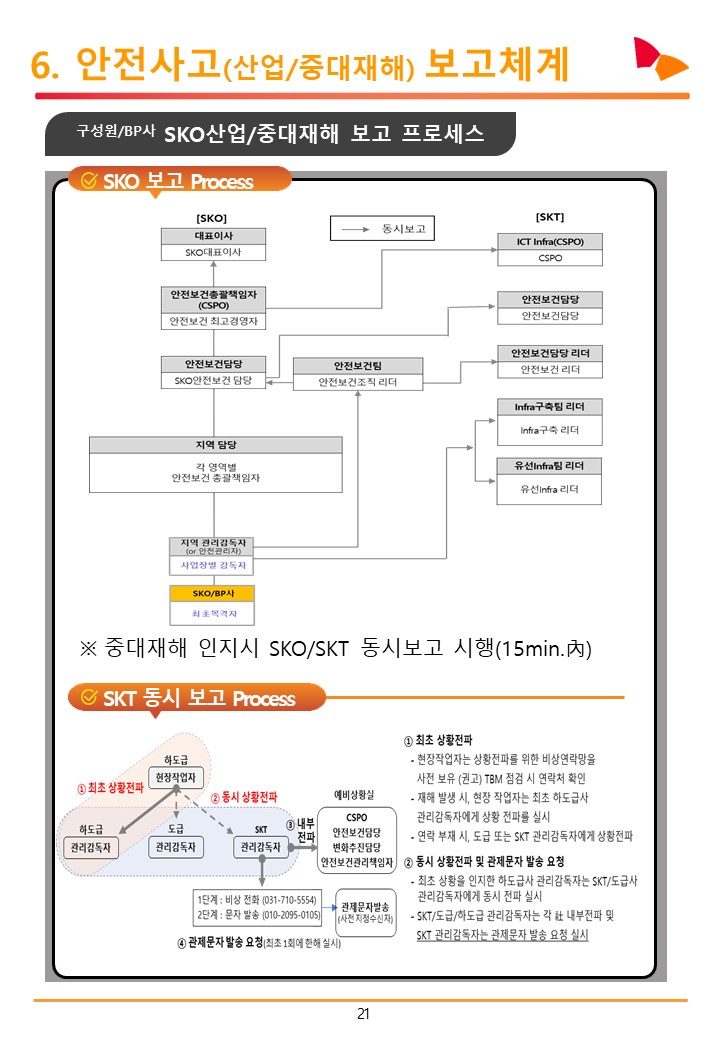 6. 안전사고(산업/중대재해) 보고체계
구성원/BP사 SKO산업/중대재해 보고 프로세스
SKO 보고 Process
[SKO]
[SKT]
동시보고
대표이사
SKO대표이사
ICT Infra(CSPO)
CSPO
안전보건총괄책임자
(CSPO)
안전보건 최고경영자
안전보건담당
안전보건담당
안전보건담당
SKO안전보건 담당
안전보건팀
안전보건조직 리더
안전보건담당 리더
안전보건 리더
Infra구축팀 리더
Infra구축 리더
지역 담당
각 영역별
안전보건 총괄책임자
유선Infra팀 리더
유선Infra 리더
지역 관리감독자
(or 안전관리자)
사업장별 감독자
SKO/BP사
최초목격자
※ 중대재해 인지시 SKO/SKT 동시보고 시행(15min.內)
SKT 동시 보고 Process
하도급
현장작업자
① 최초 상황전파
② 동시 상황전파
하도급
관리감독자
도급
관리감독자
SKT
관리감독자
③ 내부
전파
예비상황실
CSPO
안전보건담당
변화추진담당
안전보건관리책임자
1단계 : 비상 전화 (031-710-5554)
2단계 : 문자 발송 (010-2095-0105)
관제문자발송
(사전 지정수신자)
④ 관제문자 발송 요청(최초 1회에 한해 실시)
① 최초 상황전파
- 현장작업자는 상황전파를 위한 비상연락망을
사전 보유 (권고) TBM 점검 시 연락처 확인
- 재해 발생 시, 현장 작업자는 최초 하도급사
관리감독자에게 상황 전파를 실시
- 연락 부재 시, 도급 또는 SKT 관리감독자에게 상황전파
② 동시 상황전파 및 관제문자 발송 요청
- 최초 상황을 인지한 하도급사 관리감독자는 SKT/도급사
관리감독자에게 동시 전파 실시
- SKT/도급/하도급 관리감독자는 각 社 내부전파 및
SKT 관리감독자는 관제문자 발송 요청 실시
21